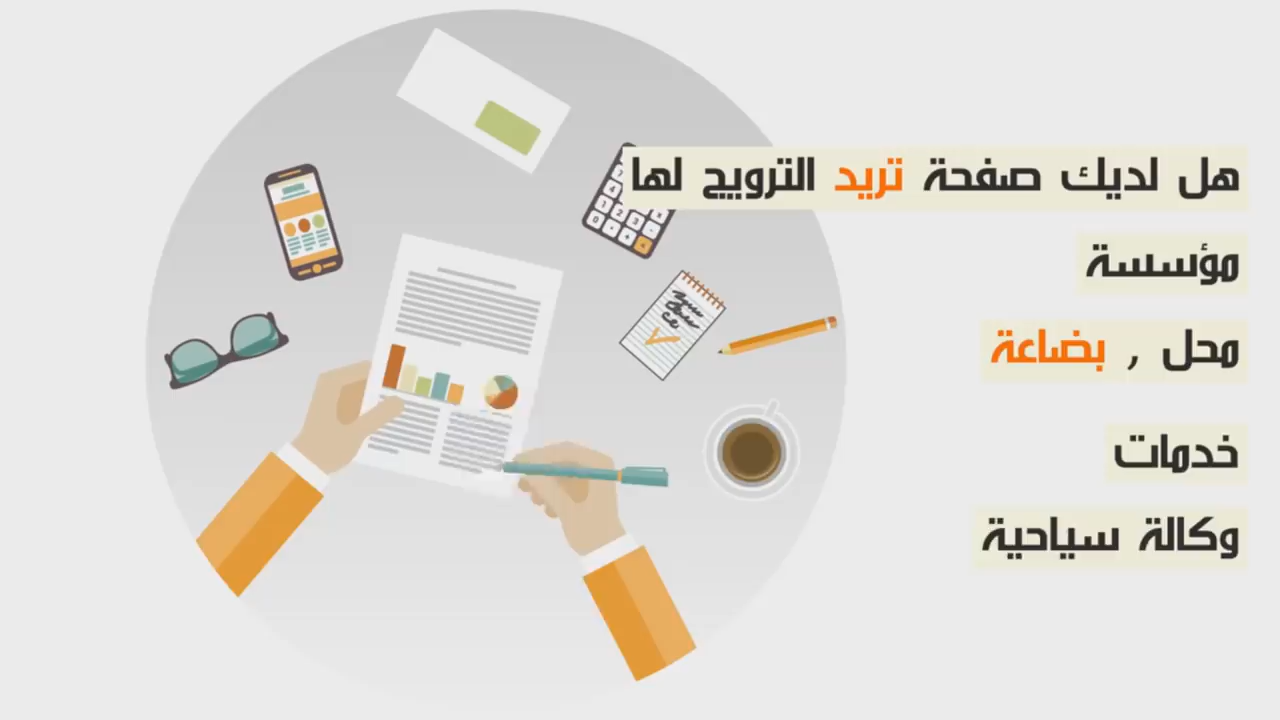 هل لديك صفحة تريد الترويج لها
مؤسسة
محل , بضاعة
خدمات
وكالة سياحية